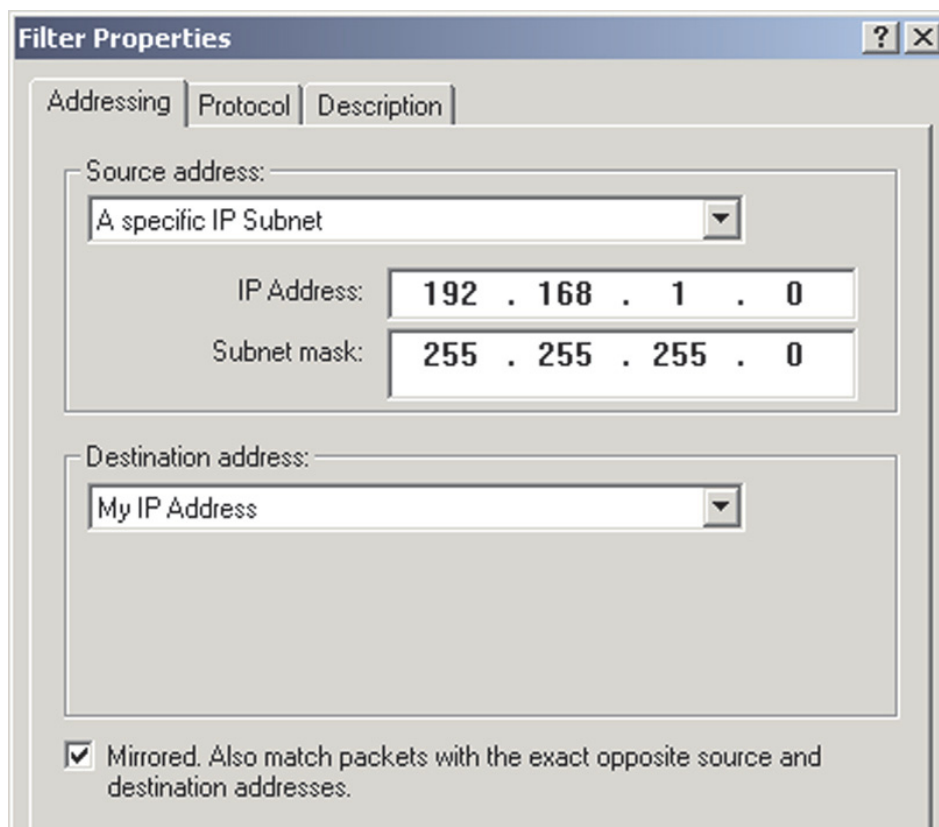 Filter Properties
Addressing Protocol Description
Source address:
A specific IP Subnet
IP Address: 192 . 168 . 1 . 0
Subnet mask: 255 . 255 . 255 . 0
Destination address:
My IP Address
Mirrored. Also match packets with the exact opposite source and
destination addresses.